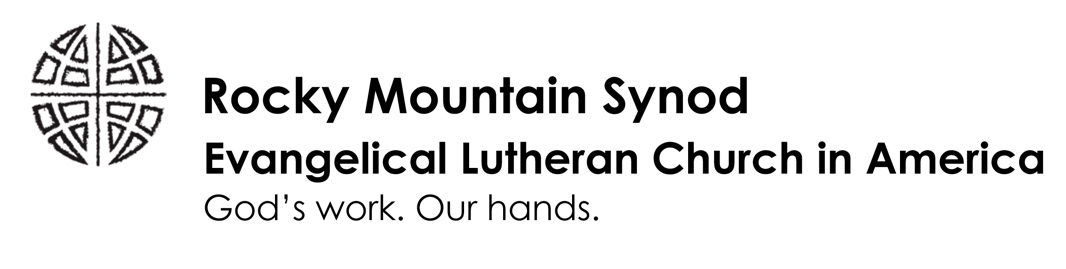 Rocky Mountain Synod
Evangelical Lutheran Church in America
God’s work. Our hands.